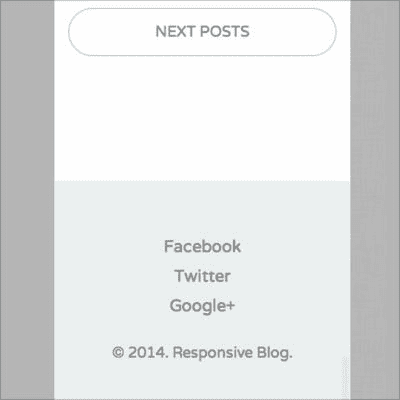 NEXT POSTS
Facebook
Twitter
Google+
© 2014. Responsive Blog.